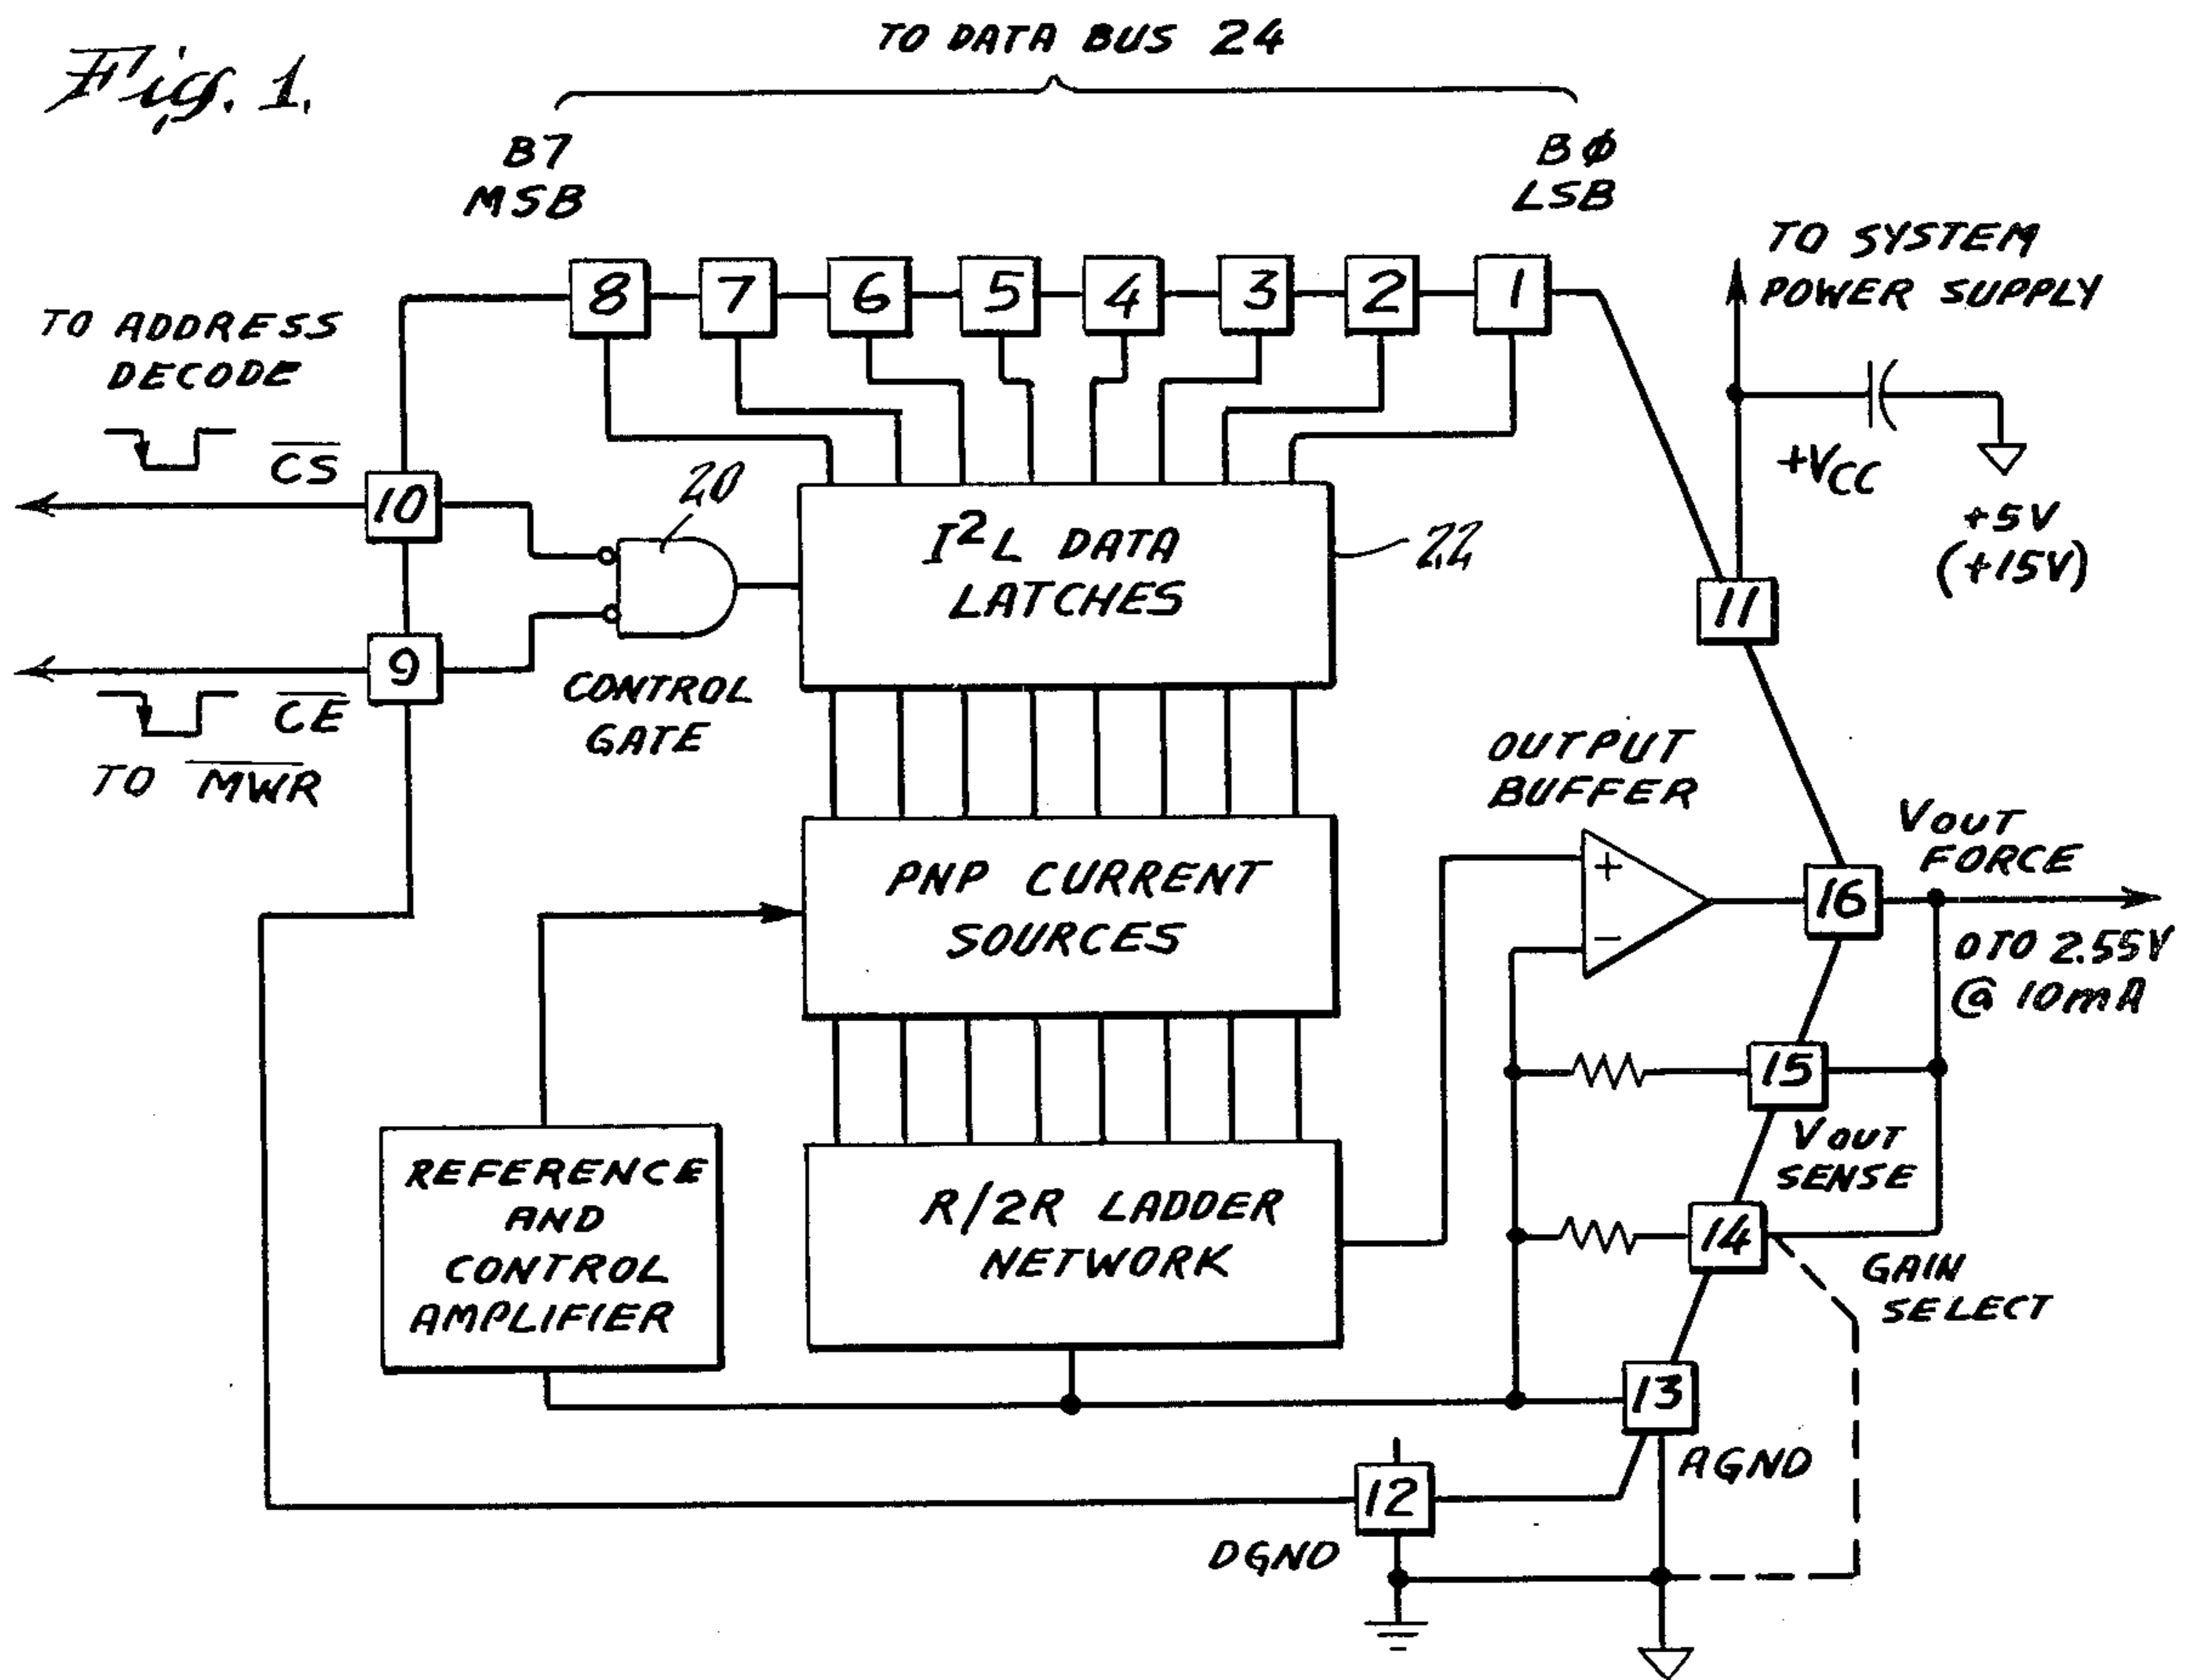 Fig. 1.
TO DATA BUS 24
B7
MSB
BØ
LSB
8 7 6 5 4 3 2 1
TO SYSTEM
POWER SUPPLY
TO ADDRESS
DECODE
C̅S̅
10
20
+VCC
+5V
(+15V)
I²L DATA
LATCHES
22
11
9
C̅E̅
TO M̅W̅R̅
CONTROL
GATE
OUTPUT
BUFFER
PNP CURRENT
SOURCES
+
−
16
VOUT
FORCE
0 TO 2.55V
@ 10mA
15
VOUT
SENSE
REFERENCE
AND
CONTROL
AMPLIFIER
R/2R LADDER
NETWORK
14
GAIN
SELECT
13
AGND
12
DGND